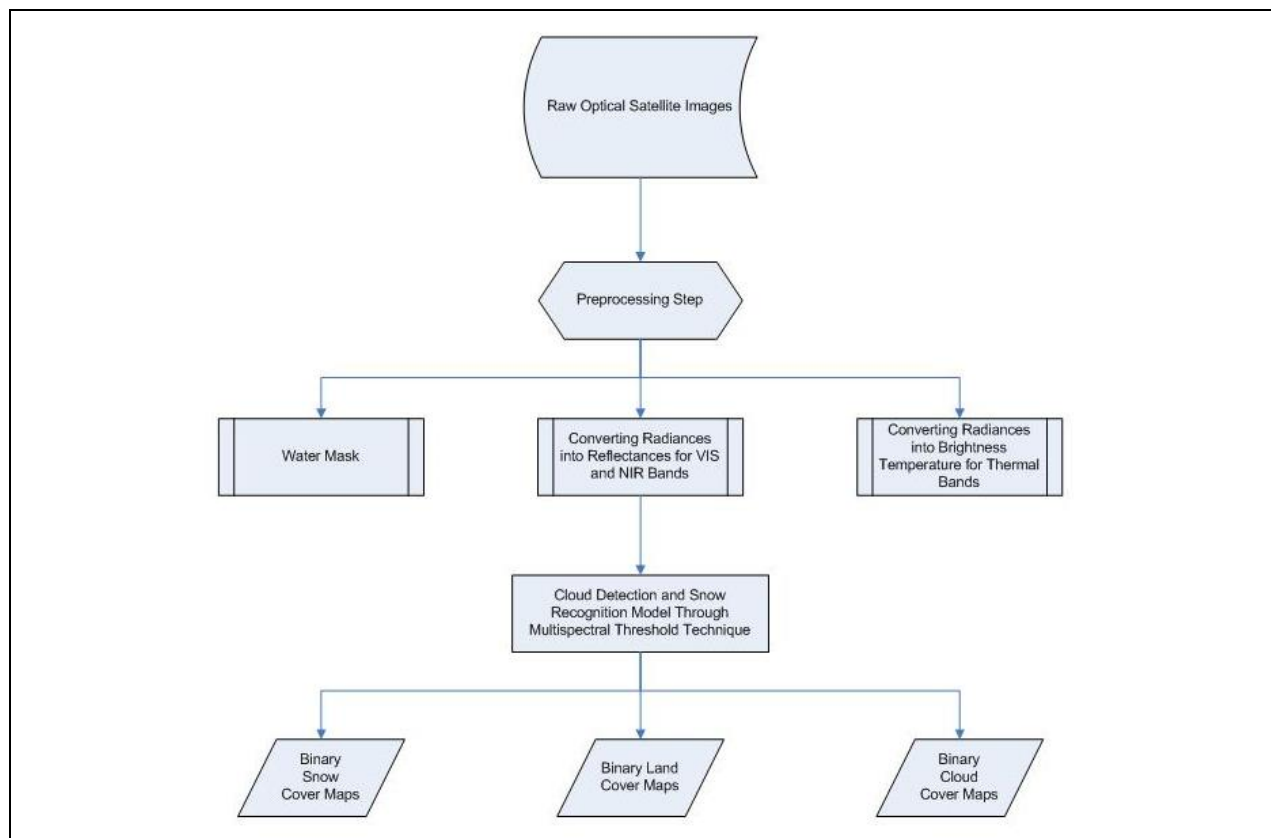 Raw Optical Satellite Images
Preprocessing Step
Water Mask
Converting Radiances
into Reflectances for VIS
and NIR Bands
Converting Radiances
into Brightness
Temperature for Thermal
Bands
Cloud Detection and Snow
Recognition Model Through
Multispectral Threshold Technique
Binary
Snow
Cover Maps
Binary Land
Cover Maps
Binary
Cloud
Cover Maps